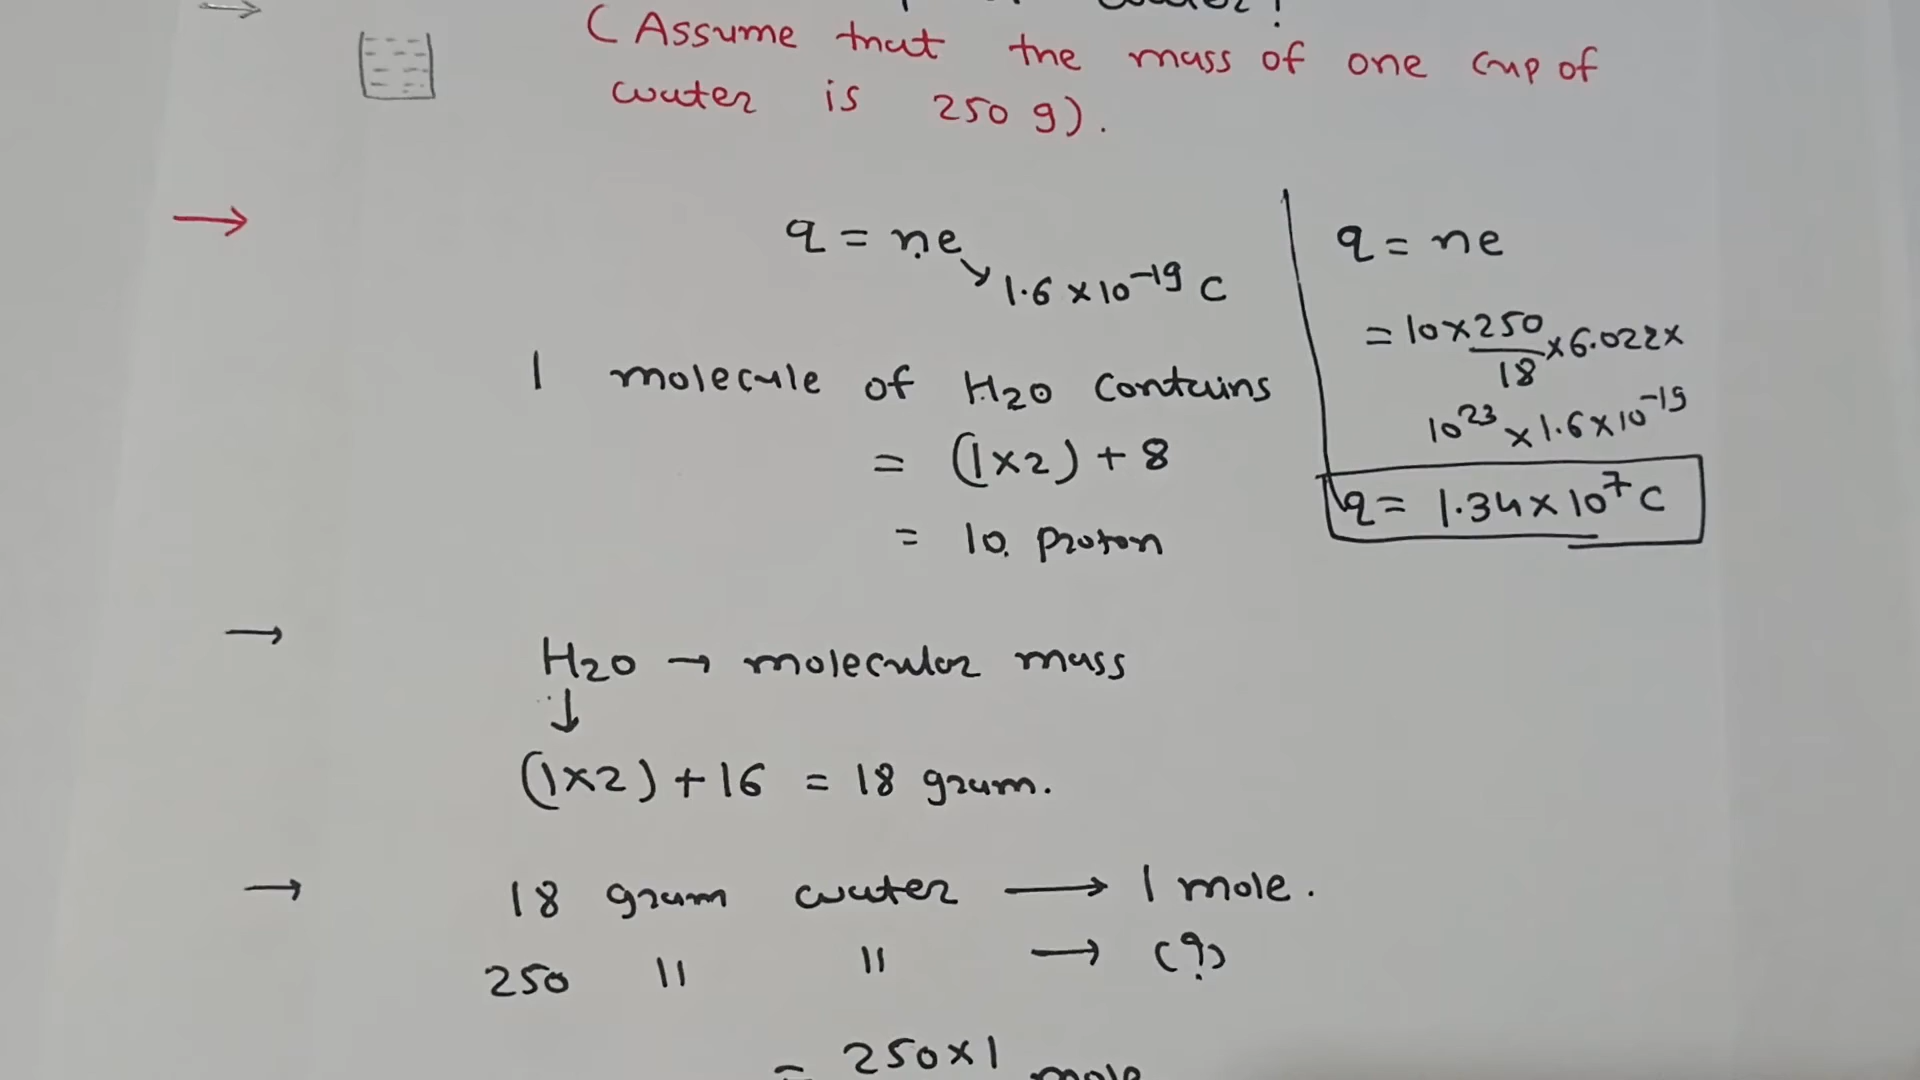 (Assume that the mass of one cup of
water is 250 g).
q = ne
1.6 × 10⁻¹⁹ C
1 molecule of H2O contains
= (1×2) + 8
= 10. proton
H2O → molecular mass
↓
(1×2) + 16 = 18 gram.
18 gram water → 1 mole.
250 〃 〃 → (?)
= 250×1
q = ne
= 10 × 250/18 × 6.022 ×
10²³ × 1.6 × 10⁻¹⁹
q = 1.34 × 10⁷ C